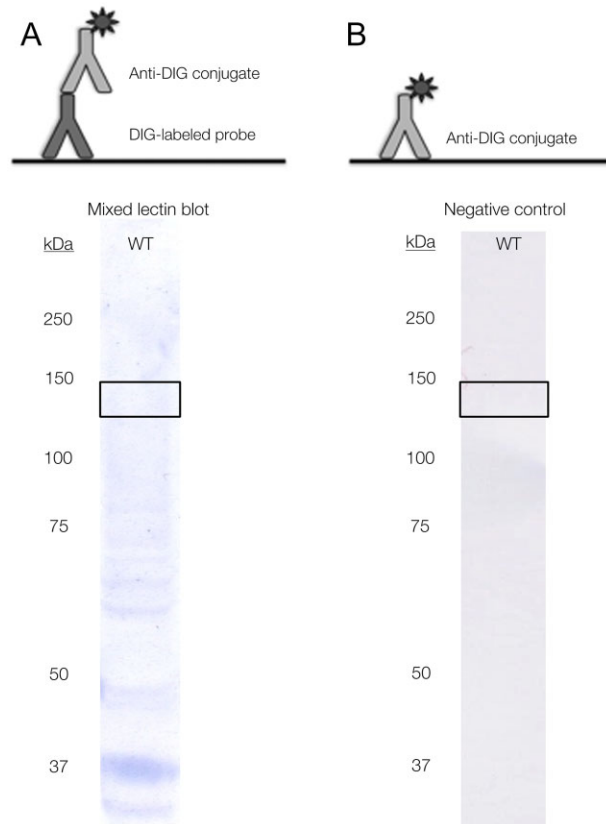 A
Anti-DIG conjugate
DIG-labeled probe
Mixed lectin blot
kDa
WT
250
150
100
75
50
37
B
Anti-DIG conjugate
Negative control
kDa
WT
250
150
100
75
50
37